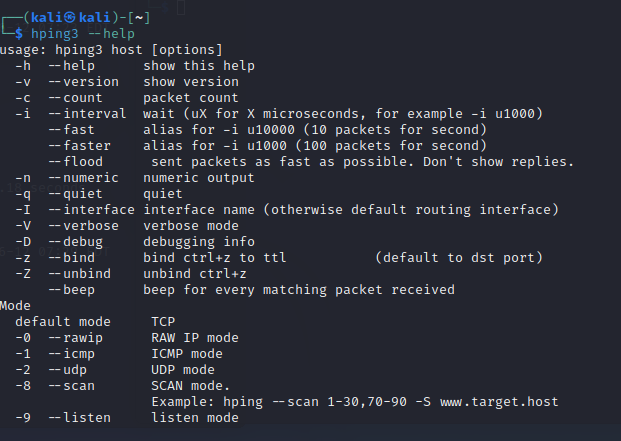 ┌──(kali㉿kali)-[~]
└─$ hping3 --help
usage: hping3 host [options]
  -h  --help      show this help
  -v  --version   show version
  -c  --count     packet count
  -i  --interval  wait (uX for X microseconds, for example -i u1000)
      --fast      alias for -i u10000 (10 packets for second)
      --faster    alias for -i u1000 (100 packets for second)
      --flood      sent packets as fast as possible. Don't show replies.
  -n  --numeric   numeric output
  -q  --quiet     quiet
  -I  --interface interface name (otherwise default routing interface)
  -V  --verbose   verbose mode
  -D  --debug     debugging info
  -z  --bind      bind ctrl+z to ttl           (default to dst port)
  -Z  --unbind    unbind ctrl+z
      --beep      beep for every matching packet received
Mode
  default mode     TCP
  -0  --rawip      RAW IP mode
  -1  --icmp       ICMP mode
  -2  --udp        UDP mode
  -8  --scan       SCAN mode.
                   Example: hping --scan 1-30,70-90 -S www.target.host
  -9  --listen     listen mode